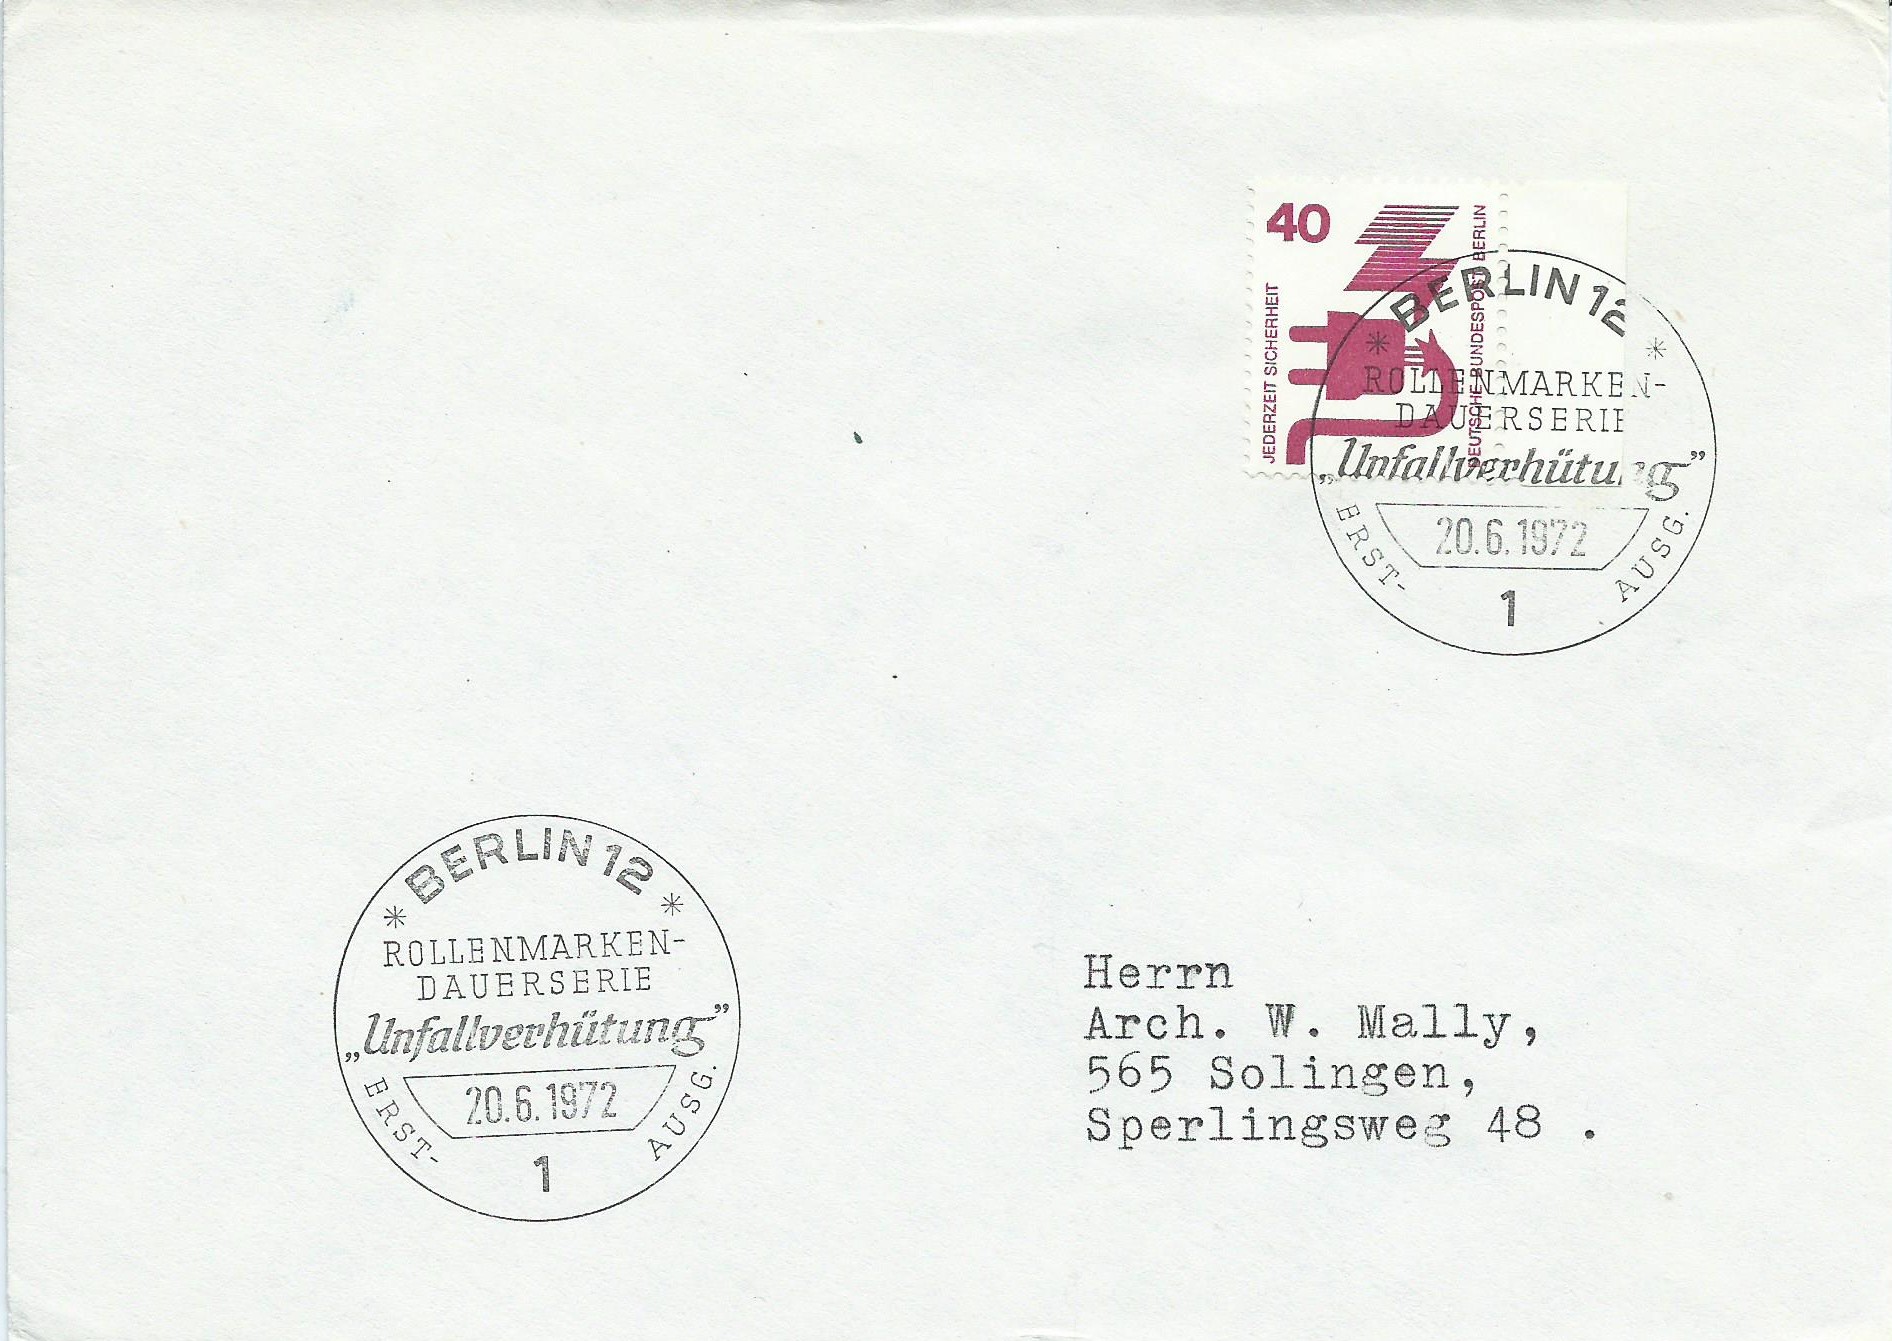 40
JEDERZEIT SICHERHEIT
DEUTSCHE BUNDESPOST BERLIN
* BERLIN 12 *
ROLLENMARKEN-
DAUERSERIE
„Unfallverhütung”
20.6.1972
ERST- AUSG.
1
* BERLIN 12 *
ROLLENMARKEN-
DAUERSERIE
„Unfallverhütung”
20.6.1972
ERST- AUSG.
1
Herrn
Arch. W. Mally,
565 Solingen,
Sperlingsweg 48 .